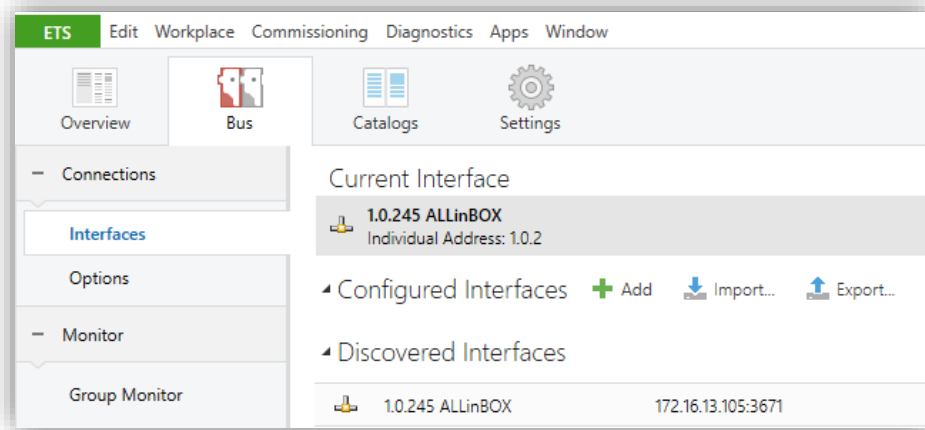 ETS Edit Workplace Commissioning Diagnostics Apps Window
Overview Bus Catalogs Settings
Connections
Interfaces
Options
Monitor
Group Monitor
Current Interface
1.0.245 ALLinBOX
Individual Address: 1.0.2
Configured Interfaces Add Import... Export...
Discovered Interfaces
1.0.245 ALLinBOX 172.16.13.105:3671